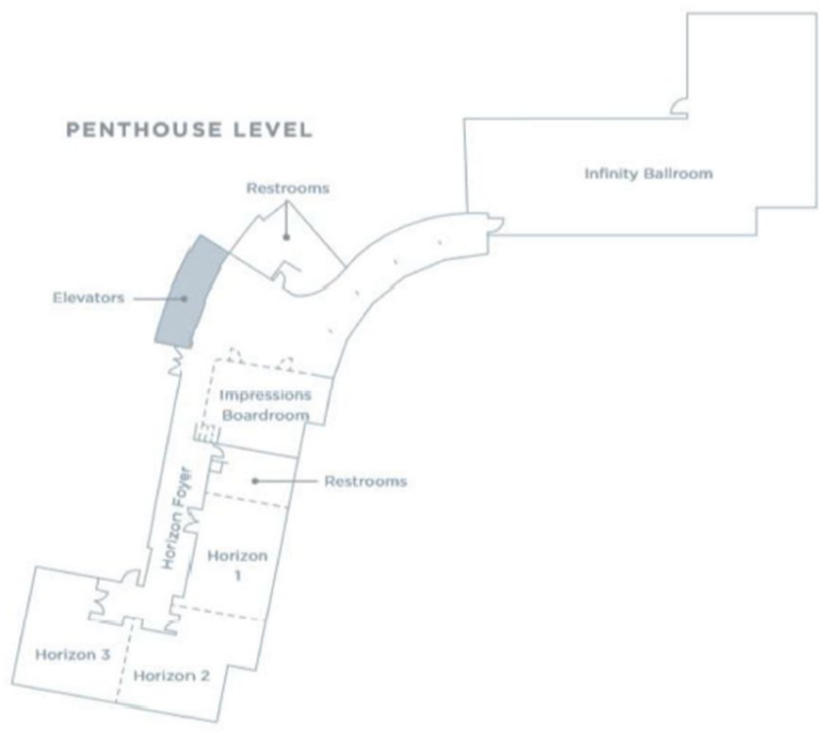 PENTHOUSE LEVEL
Infinity Ballroom
Restrooms
Elevators
Impressions
Boardroom
Restrooms
Horizon Foyer
Horizon
1
Horizon 3
Horizon 2